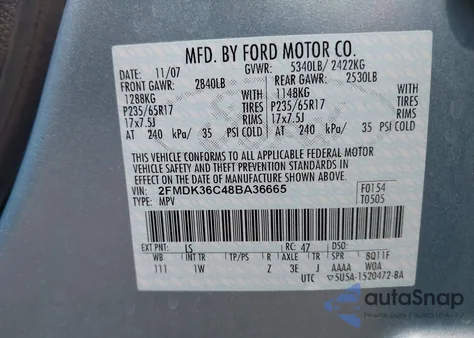 MFD. BY FORD MOTOR CO.
DATE: 11/07 GVWR: 5340LB/ 2422KG
FRONT GAWR: 2840LB REAR GAWR: 2530LB
1288KG 1148KG
P235/65R17 TIRES P235/65R17 TIRES
17x7.5J RIMS 17x7.5J RIMS
AT 240 kPa/ 35 PSI COLD AT 240 kPa/ 35 PSI COLD
THIS VEHICLE CONFORMS TO ALL APPLICABLE FEDERAL MOTOR
VEHICLE SAFETY AND THEFT PREVENTION STANDARDS IN
EFFECT ON THE DATE OF MANUFACTURE SHOWN ABOVE.
VIN: 2FMDK36C48BA36665 F0154
TYPE: MPV T0505
EXT PNT: LS RC: 47 DSO:
WB INT TR TP/PS R AXLE TR SPR 8Q11F
111 1W Z 3E J AAAA W0A
UTC 5U5A-1520472-BA
autoSnap